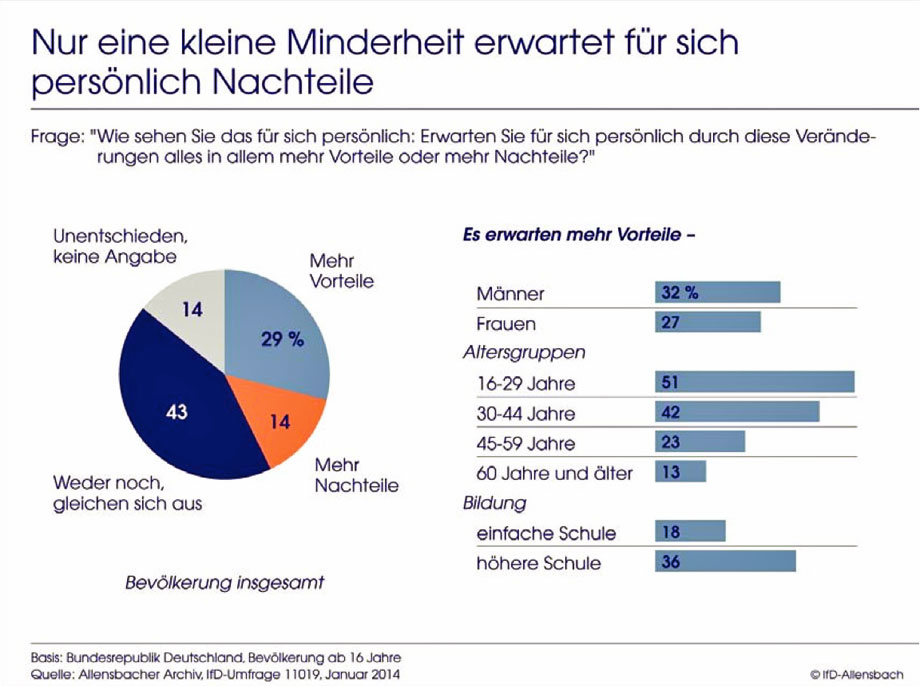 Nur eine kleine Minderheit erwartet für sich
persönlich Nachteile
Frage: "Wie sehen Sie das für sich persönlich: Erwarten Sie für sich persönlich durch diese Verände-
rungen alles in allem mehr Vorteile oder mehr Nachteile?"
Unentschieden,
keine Angabe
14
Mehr
Vorteile
29 %
43
14
Weder noch,
gleichen sich aus
Mehr
Nachteile
Bevölkerung insgesamt
Es erwarten mehr Vorteile –
Männer 32 %
Frauen 27
Altersgruppen
16-29 Jahre 51
30-44 Jahre 42
45-59 Jahre 23
60 Jahre und älter 13
Bildung
einfache Schule 18
höhere Schule 36
Basis: Bundesrepublik Deutschland, Bevölkerung ab 16 Jahre
Quelle: Allensbacher Archiv, IfD-Umfrage 11019, Januar 2014
© IfD-Allensbach